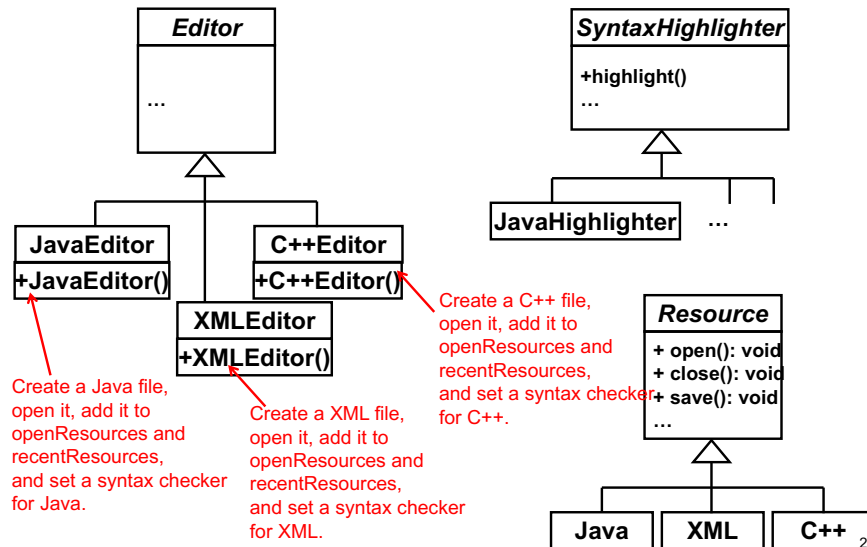 Editor
...
SyntaxHighlighter
+highlight()
...
JavaHighlighter
...
JavaEditor
+JavaEditor()
C++Editor
+C++Editor()
XMLEditor
+XMLEditor()
Create a Java file,
open it, add it to
openResources and
recentResources,
and set a syntax checker
for Java.
Create a XML file,
open it, add it to
openResources and
recentResources,
and set a syntax checker
for XML.
Create a C++ file,
open it, add it to
openResources and
recentResources,
and set a syntax checker
for C++.
Resource
+ open(): void
+ close(): void
+ save(): void
...
Java
XML
C++
2